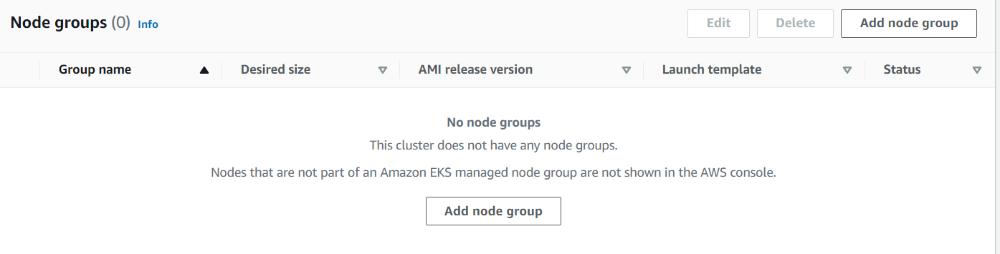 Node groups (0) Info
Edit
Delete
Add node group
Group name
Desired size
AMI release version
Launch template
Status
No node groups
This cluster does not have any node groups.
Nodes that are not part of an Amazon EKS managed node group are not shown in the AWS console.
Add node group